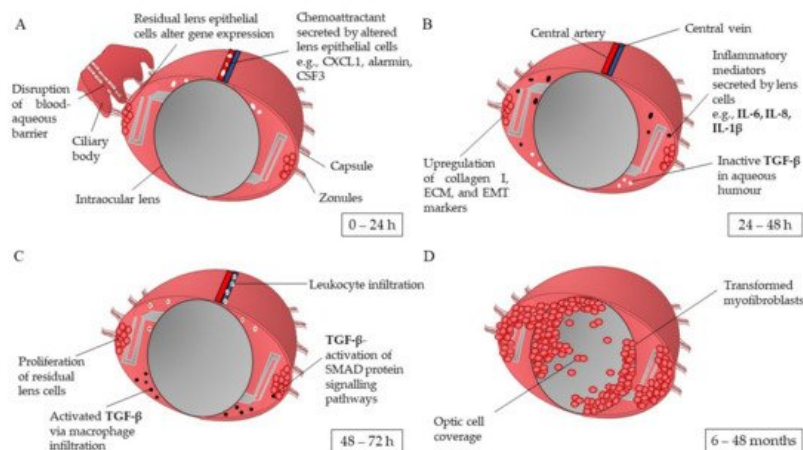 A
Residual lens epithelial
cells alter gene expression
Chemoattractant
secreted by altered
lens epithelial cells
e.g., CXCL1, alarmin,
CSF3
Disruption
of blood-
aqueous
barrier
Ciliary
body
Intraocular lens
Capsule
Zonules
0 – 24 h
B
Central artery
Central vein
Inflammatory
mediators
secreted by lens
cells
e.g., IL-6, IL-8,
IL-1β
Upregulation
of collagen I,
ECM, and EMT
markers
Inactive TGF-β
in aqueous
humour
24 – 48 h
C
Leukocyte infiltration
Proliferation
of residual
lens cells
TGF-β-
activation of
SMAD protein
signalling
pathways
Activated TGF-β
via macrophage
infiltration
48 – 72 h
D
Transformed
myofibroblasts
Optic cell
coverage
6 – 48 months